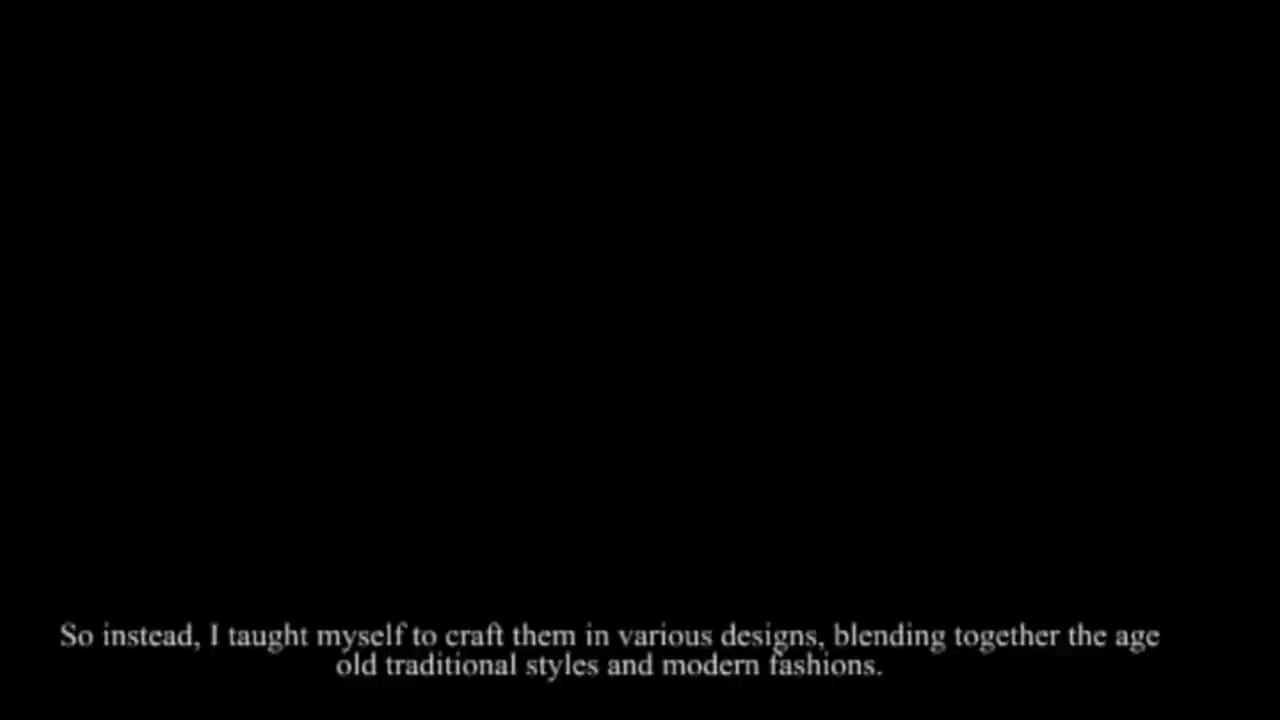 So instead, I taught myself to craft them in various designs, blending together the age
old traditional styles and modern fashions.